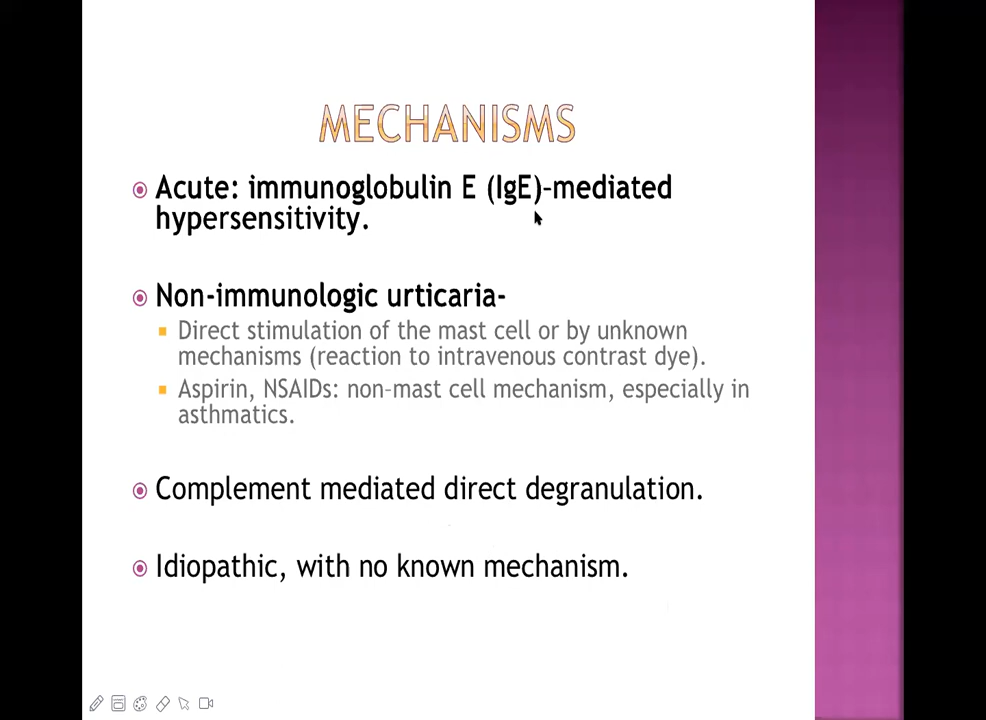 MECHANISMS
Acute: immunoglobulin E (IgE)-mediated
hypersensitivity.
Non-immunologic urticaria-
Direct stimulation of the mast cell or by unknown
mechanisms (reaction to intravenous contrast dye).
Aspirin, NSAIDs: non-mast cell mechanism, especially in
asthmatics.
Complement mediated direct degranulation.
Idiopathic, with no known mechanism.